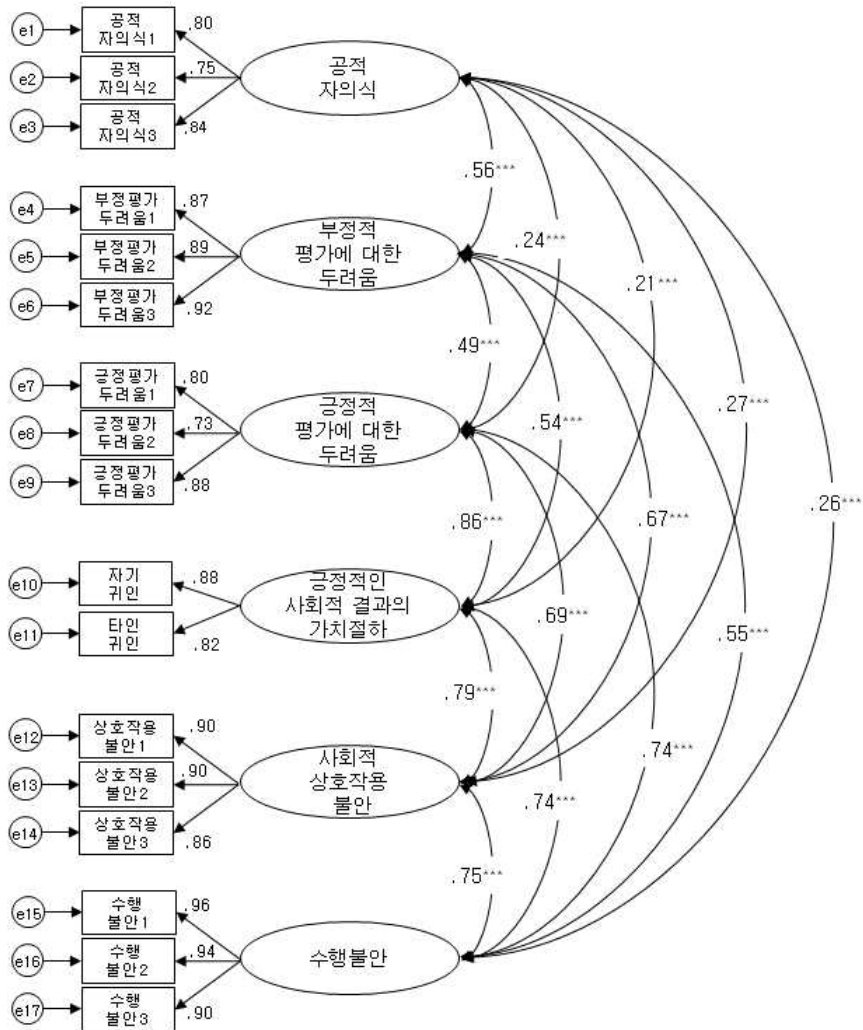 e1
공적
자의식1
.80
e2
공적
자의식2
.75
e3
공적
자의식3
.84
공적
자의식
.56***
e4
부정평가
두려움1
.87
e5
부정평가
두려움2
.89
e6
부정평가
두려움3
.92
부정적
평가에 대한
두려움
.24***
.21***
.49***
e7
긍정평가
두려움1
.80
e8
긍정평가
두려움2
.73
e9
긍정평가
두려움3
.88
긍정적
평가에 대한
두려움
.54***
.27***
.86***
.67***
.26***
e10
자기
귀인
.88
e11
타인
귀인
.82
긍정적인
사회적 결과의
가치절하
.69***
.55***
.79***
e12
상호작용
불안1
.90
e13
상호작용
불안2
.90
e14
상호작용
불안3
.86
사회적
상호작용
불안
.74***
.74***
.75***
e15
수행
불안1
.96
e16
수행
불안2
.94
e17
수행
불안3
.90
수행불안